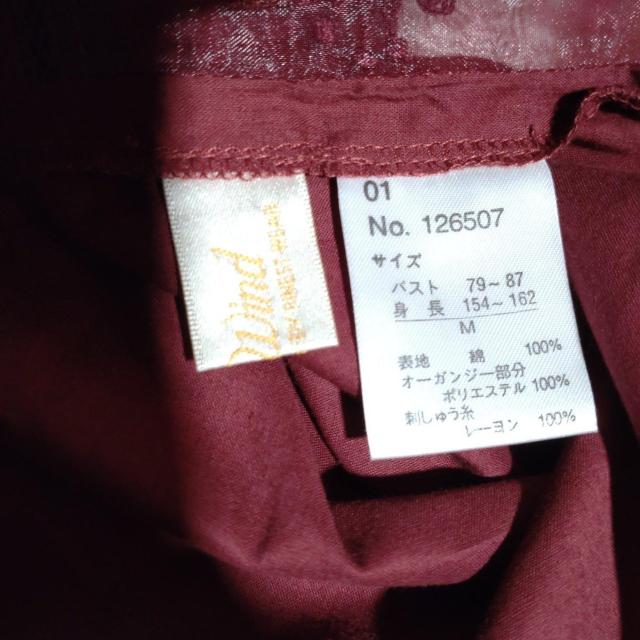 Wind
01
No. 126507
サイズ
バスト 79~87
身長 154~162
M
表地 綿 100%
オーガンジー部分
ポリエステル 100%
刺しゅう糸
レーヨン 100%